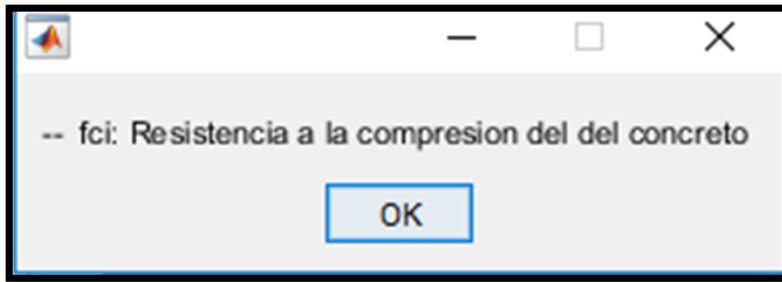 -- fci: Resistencia a la compresion del del concreto
OK